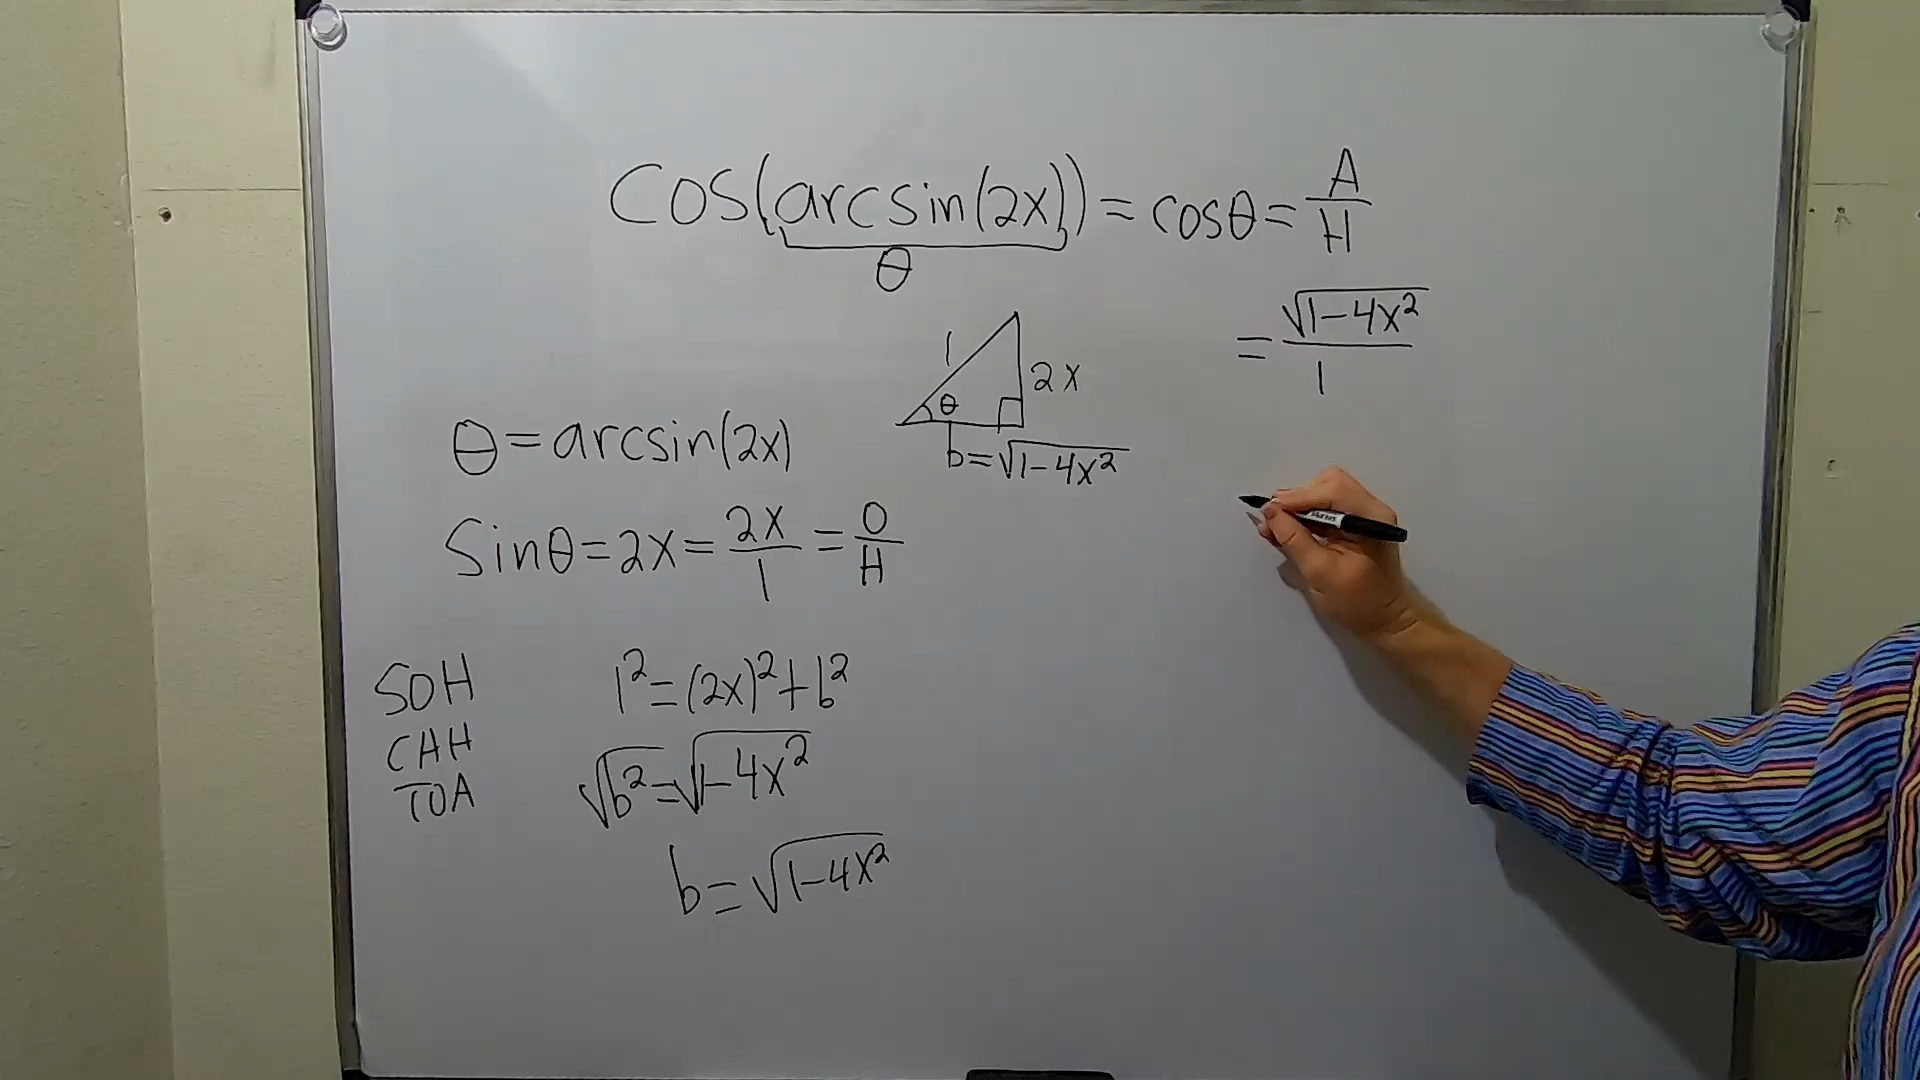 cos(arcsin(2x)) = cosθ = A/H
θ
= √(1-4x²)/1
1
2x
θ
b=√(1-4x²)
θ = arcsin(2x)
sinθ = 2x = 2x/1 = O/H
SOH
CAH
TOA
1² = (2x)² + b²
√b² = √(1-4x²)
b = √(1-4x²)